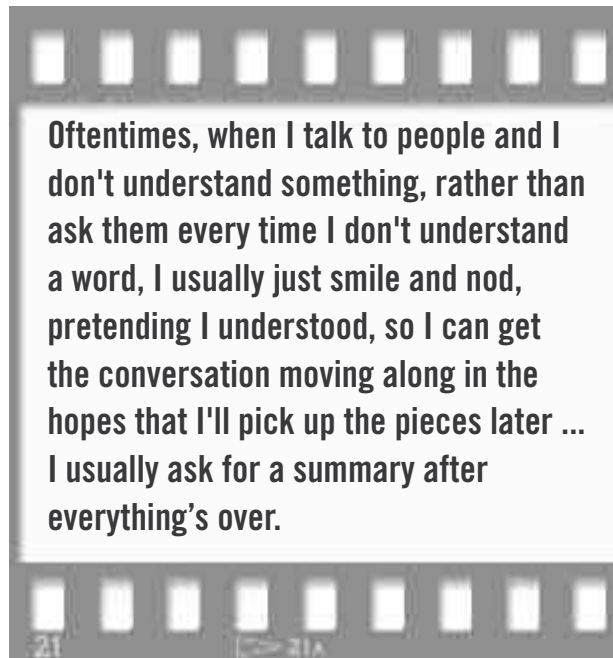 Oftentimes, when I talk to people and I
don't understand something, rather than
ask them every time I don't understand
a word, I usually just smile and nod,
pretending I understood, so I can get
the conversation moving along in the
hopes that I'll pick up the pieces later ...
I usually ask for a summary after
everything’s over.
21
21A